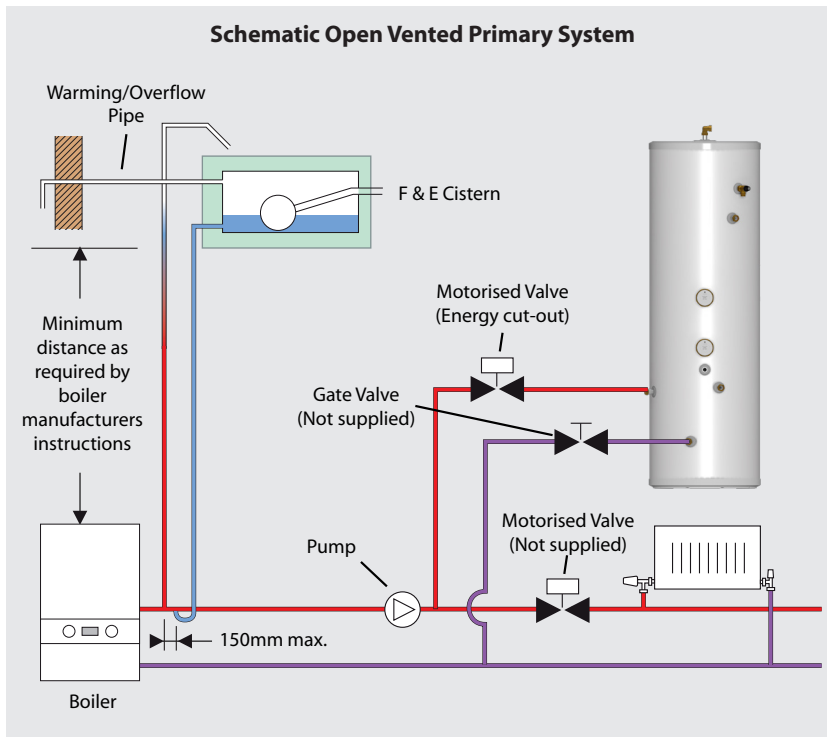 Schematic Open Vented Primary System
Warming/Overflow
Pipe
F & E Cistern
Motorised Valve
(Energy cut-out)
Minimum
distance as
required by
boiler
manufacturers
instructions
Gate Valve
(Not supplied)
Motorised Valve
(Not supplied)
Pump
150mm max.
Boiler